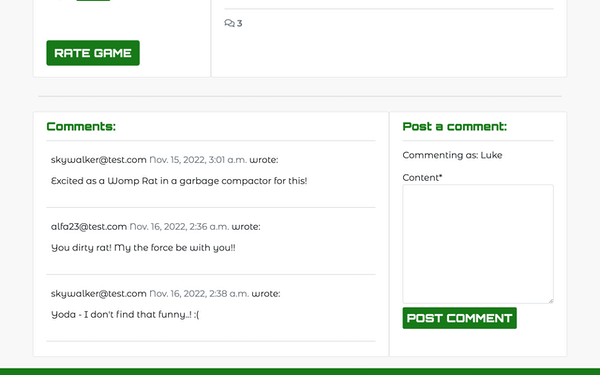 3
RATE GAME
Comments:
skywalker@test.com Nov. 15, 2022, 3:01 a.m. wrote:
Excited as a Womp Rat in a garbage compactor for this!
alfa23@test.com Nov. 16, 2022, 2:36 a.m. wrote:
You dirty rat! My the force be with you!!
skywalker@test.com Nov. 16, 2022, 2:38 a.m. wrote:
Yoda - I don't find that funny..! :(
Post a comment:
Commenting as: Luke
Content*
POST COMMENT